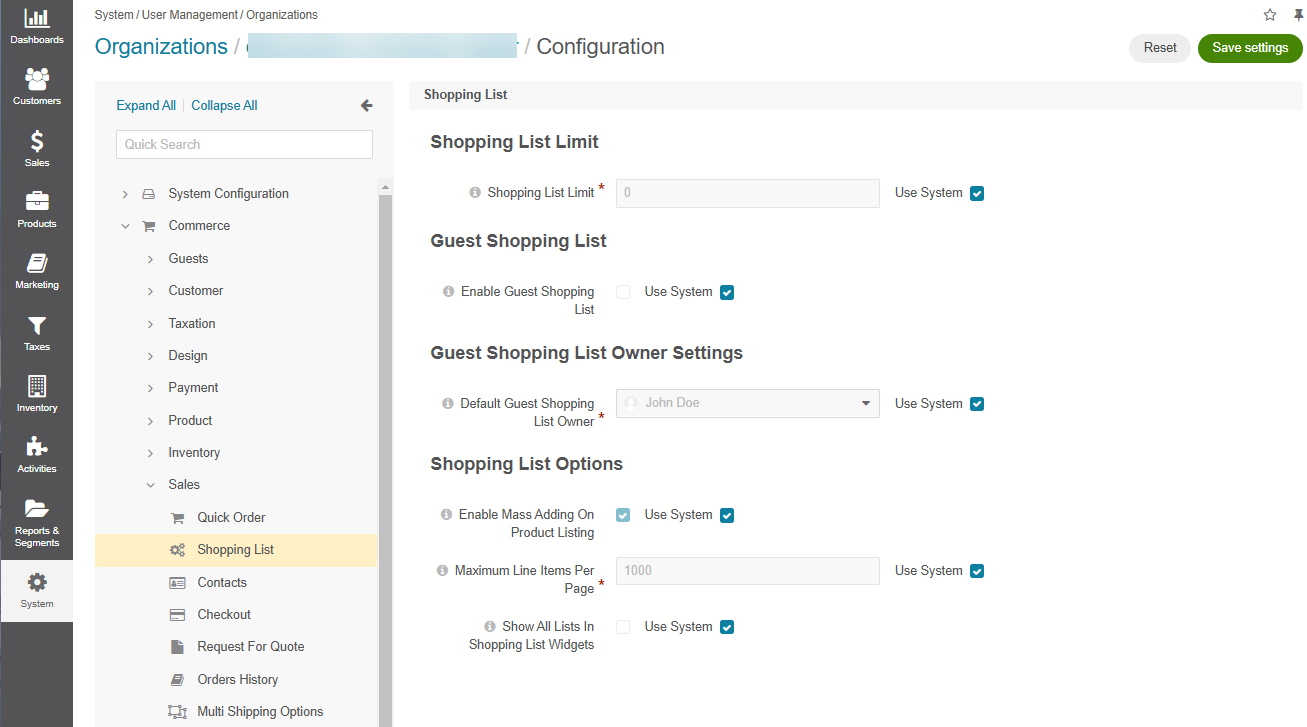 System / User Management / Organizations
Organizations / / Configuration
Reset
Save settings
Dashboards
Customers
Sales
Products
Marketing
Taxes
Inventory
Activities
Reports &
Segments
System
Expand All | Collapse All
Quick Search
System Configuration
Commerce
Guests
Customer
Taxation
Design
Payment
Product
Inventory
Sales
Quick Order
Shopping List
Contacts
Checkout
Request For Quote
Orders History
Multi Shipping Options
Shopping List
Shopping List Limit
Shopping List Limit * 0 Use System
Guest Shopping List
Enable Guest Shopping
List
Use System
Guest Shopping List Owner Settings
Default Guest Shopping
List Owner *
John Doe
Use System
Shopping List Options
Enable Mass Adding On
Product Listing
Use System
Maximum Line Items Per
Page *
1000
Use System
Show All Lists In
Shopping List Widgets
Use System